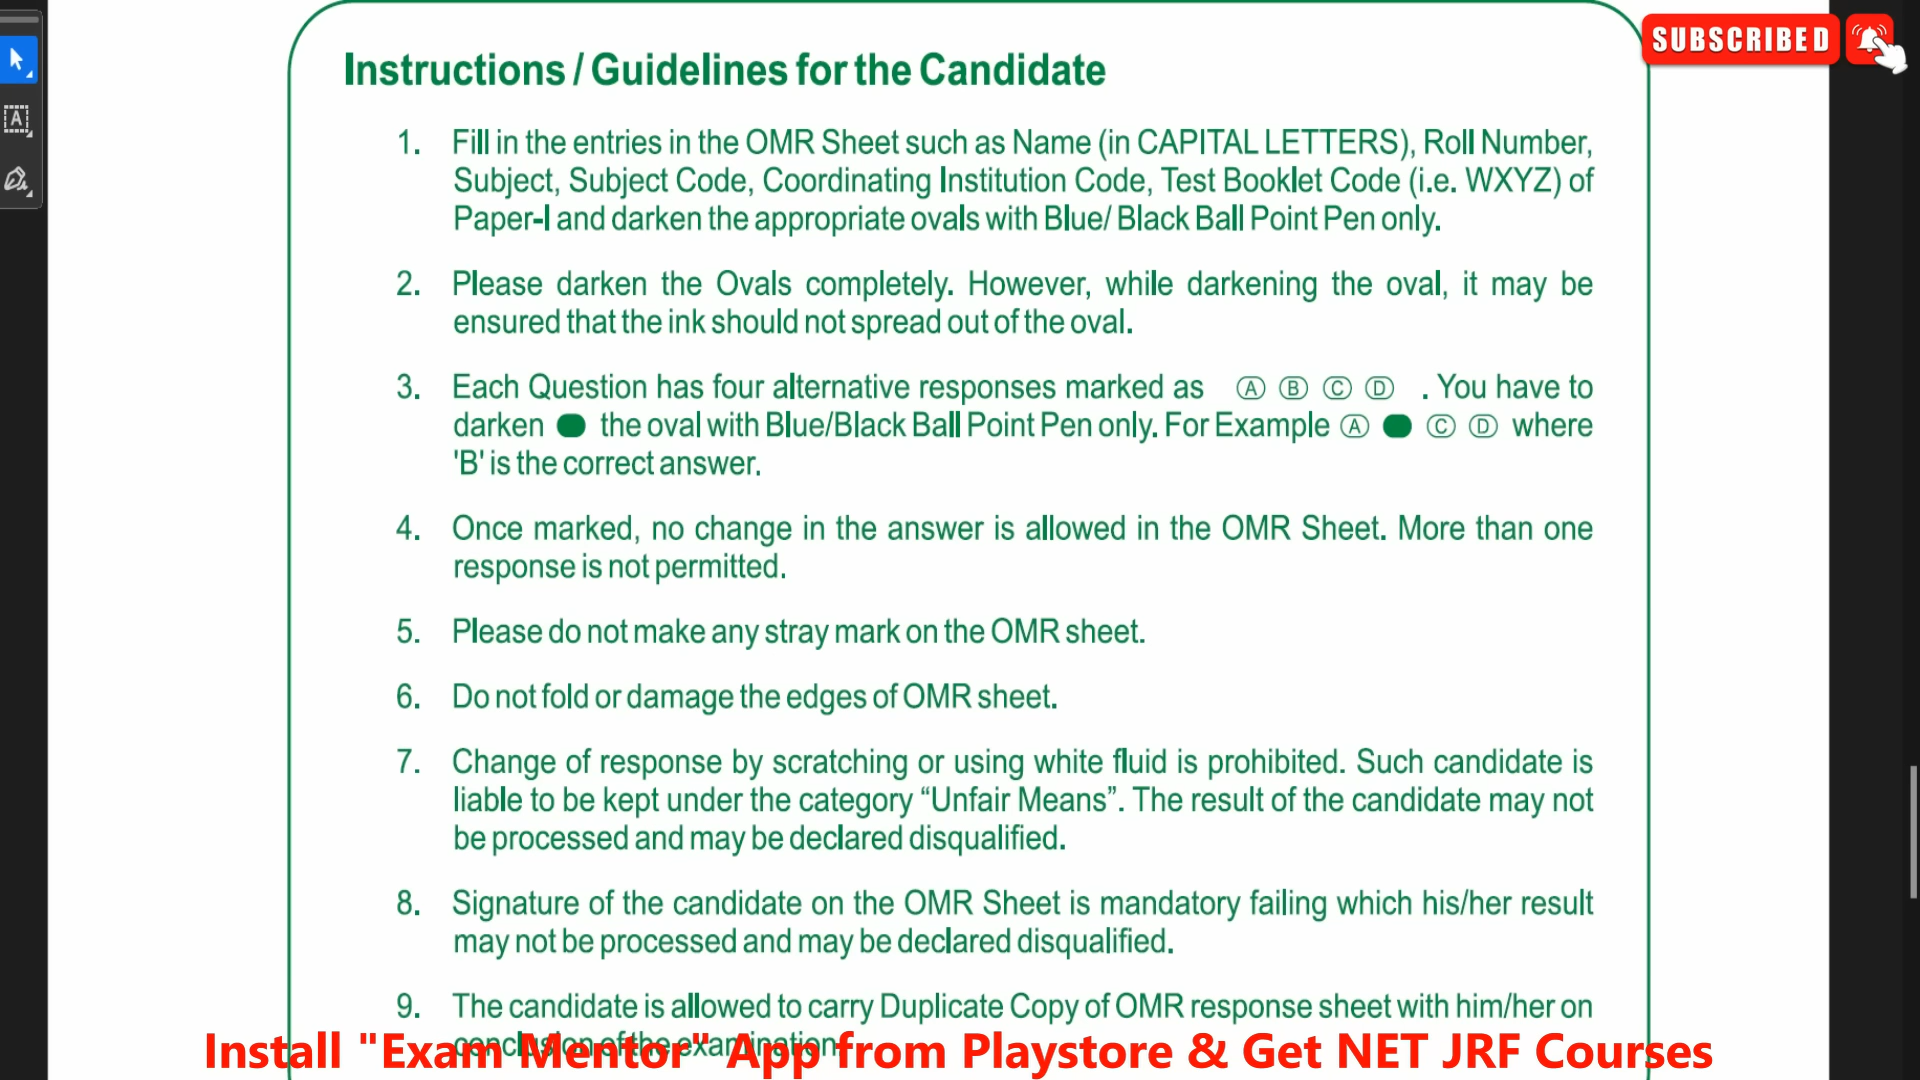 SUBSCRIBED
Instructions / Guidelines for the Candidate
1. Fill in the entries in the OMR Sheet such as Name (in CAPITAL LETTERS), Roll Number,
Subject, Subject Code, Coordinating Institution Code, Test Booklet Code (i.e. WXYZ) of
Paper-I and darken the appropriate ovals with Blue/ Black Ball Point Pen only.
2. Please darken the Ovals completely. However, while darkening the oval, it may be
ensured that the ink should not spread out of the oval.
3. Each Question has four alternative responses marked as Ⓐ Ⓑ Ⓒ Ⓓ . You have to
darken ⬤ the oval with Blue/Black Ball Point Pen only. For Example Ⓐ ⬤ Ⓒ Ⓓ where
'B' is the correct answer.
4. Once marked, no change in the answer is allowed in the OMR Sheet. More than one
response is not permitted.
5. Please do not make any stray mark on the OMR sheet.
6. Do not fold or damage the edges of OMR sheet.
7. Change of response by scratching or using white fluid is prohibited. Such candidate is
liable to be kept under the category “Unfair Means”. The result of the candidate may not
be processed and may be declared disqualified.
8. Signature of the candidate on the OMR Sheet is mandatory failing which his/her result
may not be processed and may be declared disqualified.
9. The candidate is allowed to carry Duplicate Copy of OMR response sheet with him/her on
conclusion of the examination
Install "Exam Mentor" App from Playstore & Get NET JRF Courses